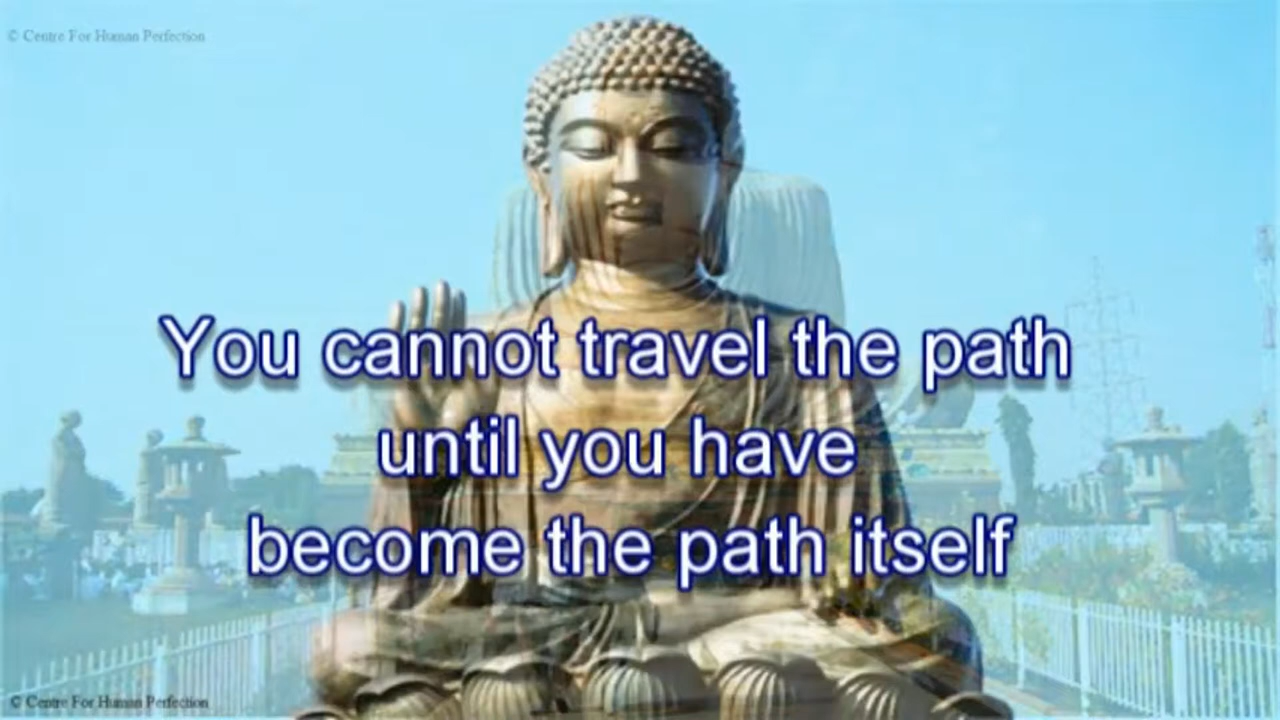 © Centre For Human Perfection
You cannot travel the path
until you have
become the path itself
© Centre For Human Perfection